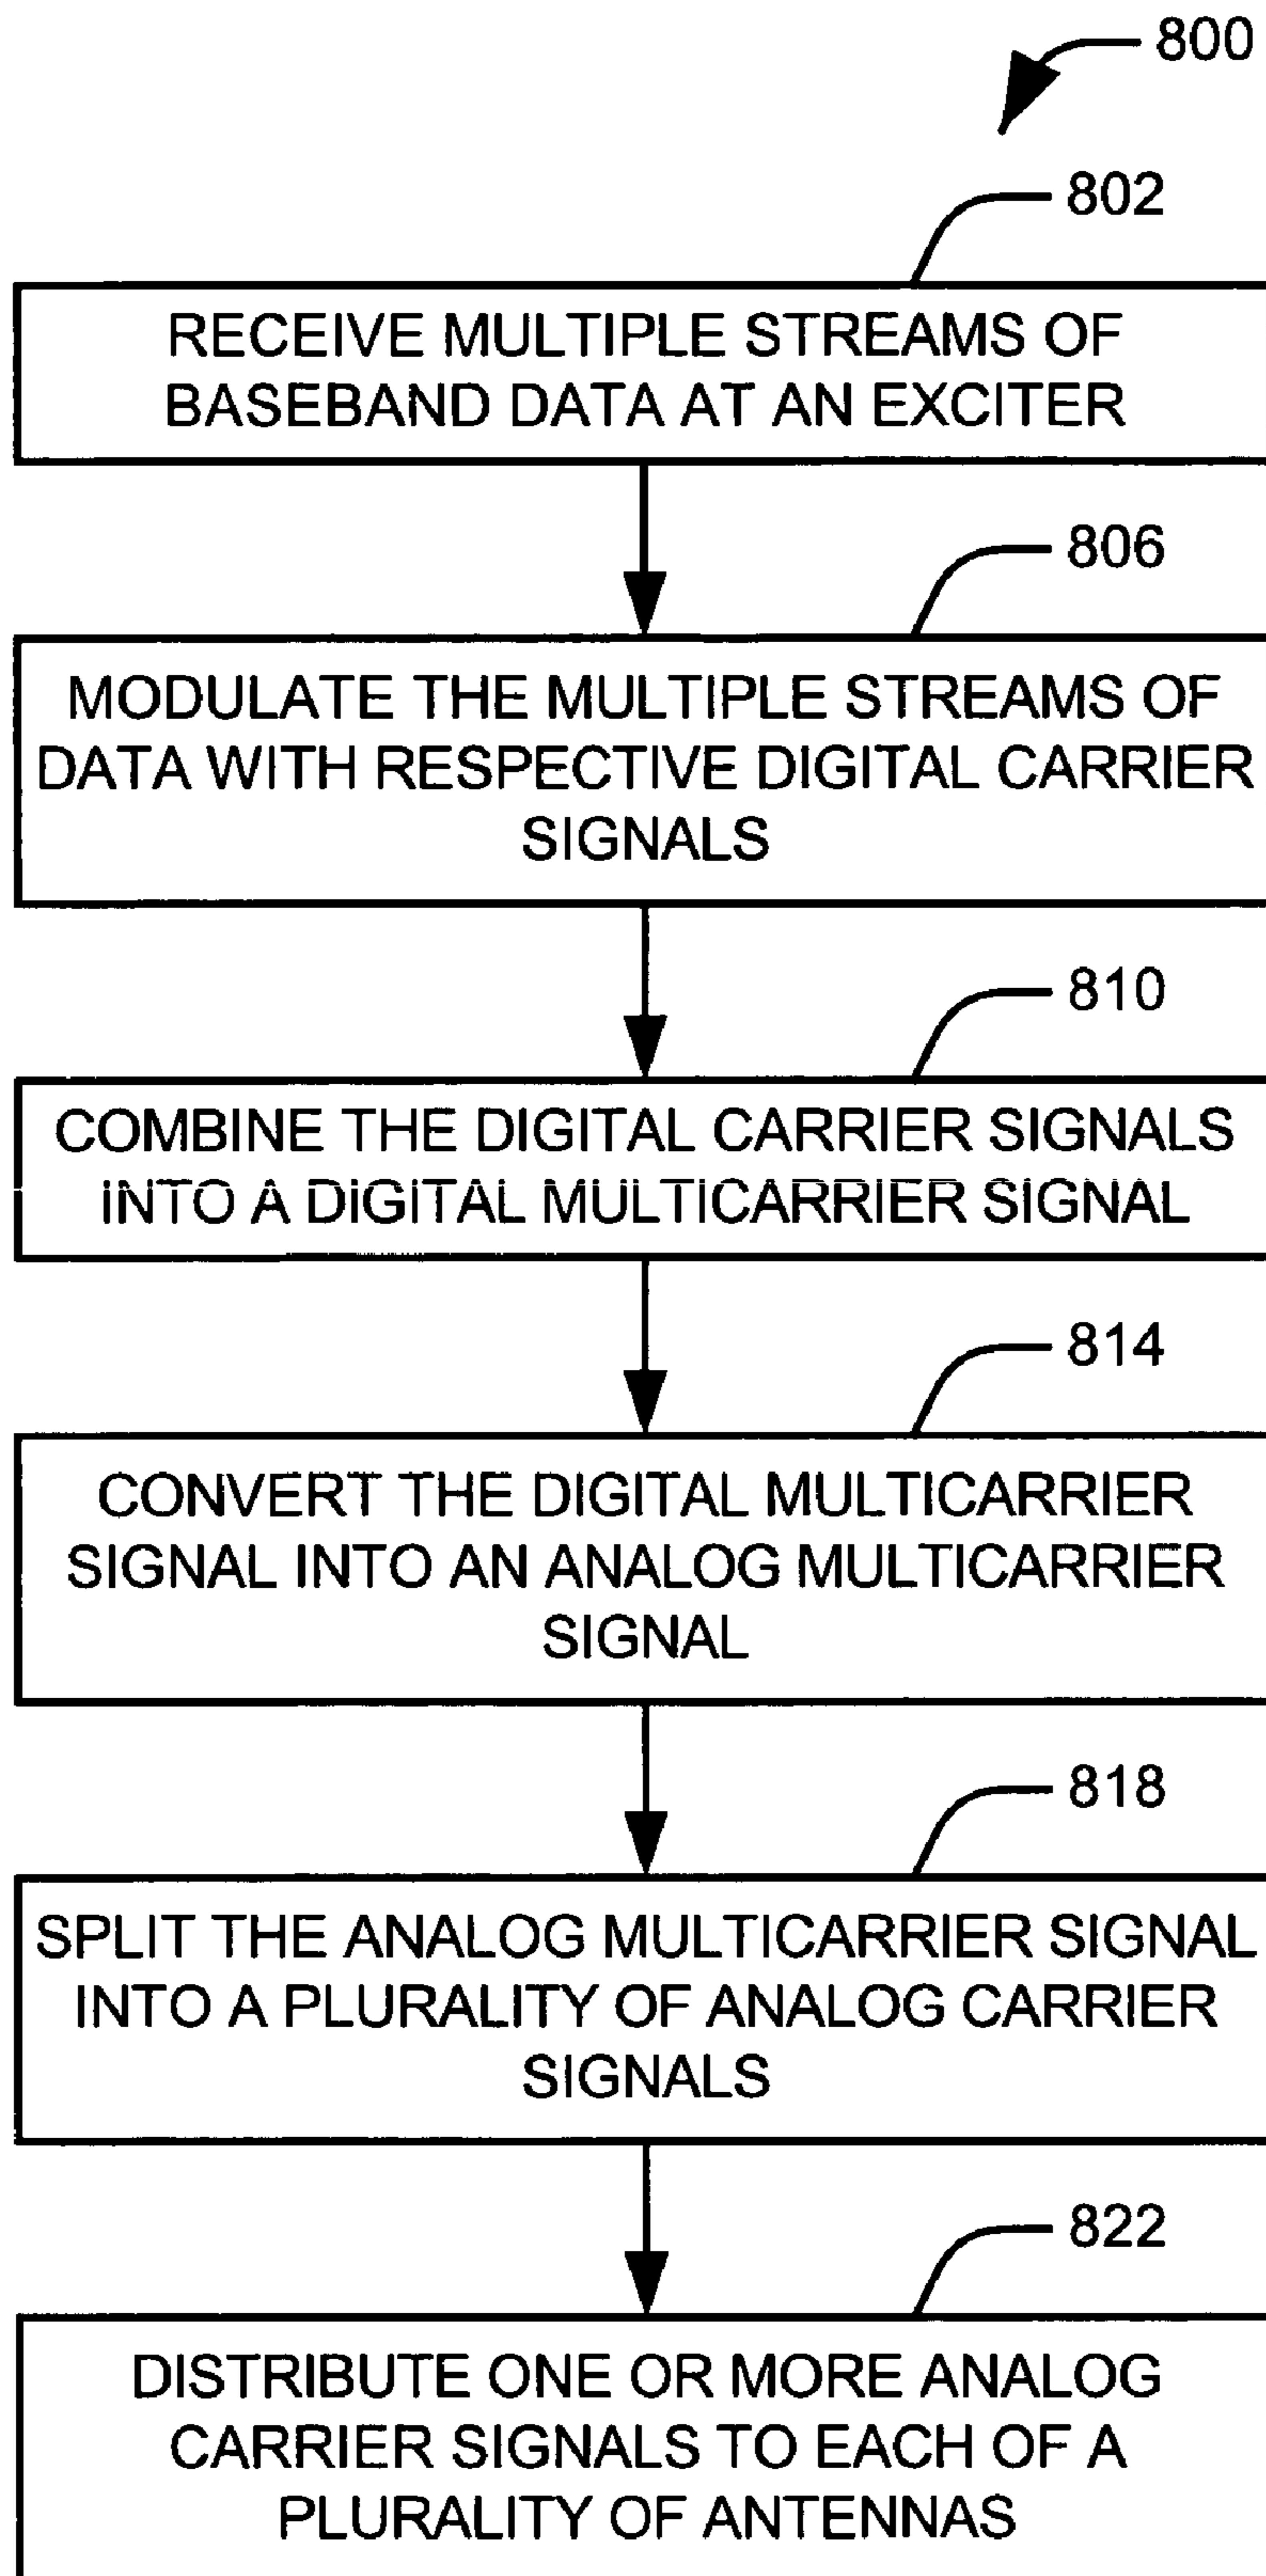 800
802
RECEIVE MULTIPLE STREAMS OF
BASEBAND DATA AT AN EXCITER
806
MODULATE THE MULTIPLE STREAMS OF
DATA WITH RESPECTIVE DIGITAL CARRIER
SIGNALS
810
COMBINE THE DIGITAL CARRIER SIGNALS
INTO A DIGITAL MULTICARRIER SIGNAL
814
CONVERT THE DIGITAL MULTICARRIER
SIGNAL INTO AN ANALOG MULTICARRIER
SIGNAL
818
SPLIT THE ANALOG MULTICARRIER SIGNAL
INTO A PLURALITY OF ANALOG CARRIER
SIGNALS
822
DISTRIBUTE ONE OR MORE ANALOG
CARRIER SIGNALS TO EACH OF A
PLURALITY OF ANTENNAS